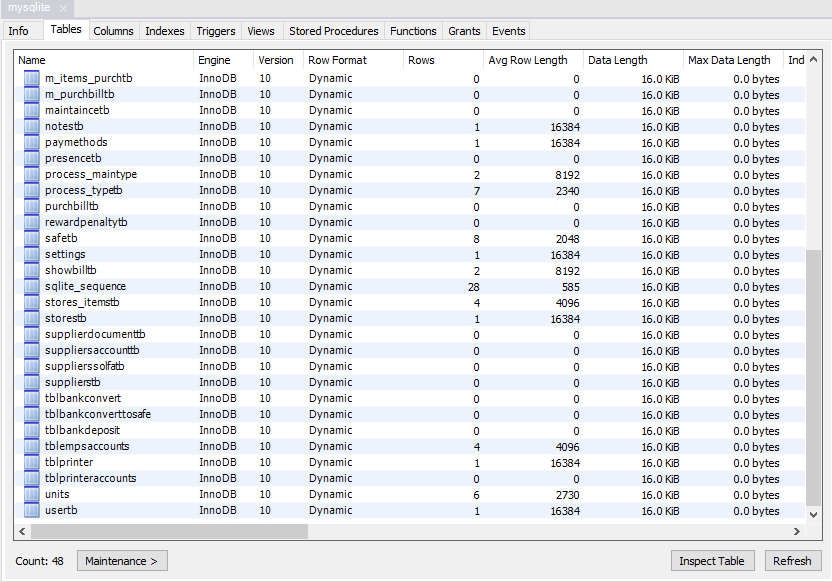 mysqlite
Info Tables Columns Indexes Triggers Views Stored Procedures Functions Grants Events
Name Engine Version Row Format Rows Avg Row Length Data Length Max Data Length Ind
m_items_purchtb InnoDB 10 Dynamic 0 0 16.0 KiB 0.0 bytes
m_purchbilltb InnoDB 10 Dynamic 0 0 16.0 KiB 0.0 bytes
maintaincetb InnoDB 10 Dynamic 0 0 16.0 KiB 0.0 bytes
notestb InnoDB 10 Dynamic 1 16384 16.0 KiB 0.0 bytes
paymethods InnoDB 10 Dynamic 1 16384 16.0 KiB 0.0 bytes
presencetb InnoDB 10 Dynamic 0 0 16.0 KiB 0.0 bytes
process_maintype InnoDB 10 Dynamic 2 8192 16.0 KiB 0.0 bytes
process_typetb InnoDB 10 Dynamic 7 2340 16.0 KiB 0.0 bytes
purchbilltb InnoDB 10 Dynamic 0 0 16.0 KiB 0.0 bytes
rewardpenaltytb InnoDB 10 Dynamic 0 0 16.0 KiB 0.0 bytes
safetb InnoDB 10 Dynamic 8 2048 16.0 KiB 0.0 bytes
settings InnoDB 10 Dynamic 1 16384 16.0 KiB 0.0 bytes
showbilltb InnoDB 10 Dynamic 2 8192 16.0 KiB 0.0 bytes
sqlite_sequence InnoDB 10 Dynamic 28 585 16.0 KiB 0.0 bytes
stores_itemstb InnoDB 10 Dynamic 4 4096 16.0 KiB 0.0 bytes
storestb InnoDB 10 Dynamic 1 16384 16.0 KiB 0.0 bytes
supplierdocumenttb InnoDB 10 Dynamic 0 0 16.0 KiB 0.0 bytes
suppliersaccounttb InnoDB 10 Dynamic 0 0 16.0 KiB 0.0 bytes
supplierssolfatb InnoDB 10 Dynamic 0 0 16.0 KiB 0.0 bytes
supplierstb InnoDB 10 Dynamic 0 0 16.0 KiB 0.0 bytes
tblbankconvert InnoDB 10 Dynamic 0 0 16.0 KiB 0.0 bytes
tblbankconverttosafe InnoDB 10 Dynamic 0 0 16.0 KiB 0.0 bytes
tblbankdeposit InnoDB 10 Dynamic 0 0 16.0 KiB 0.0 bytes
tblempsaccounts InnoDB 10 Dynamic 4 4096 16.0 KiB 0.0 bytes
tblprinter InnoDB 10 Dynamic 1 16384 16.0 KiB 0.0 bytes
tblprinteraccounts InnoDB 10 Dynamic 0 0 16.0 KiB 0.0 bytes
units InnoDB 10 Dynamic 6 2730 16.0 KiB 0.0 bytes
usertb InnoDB 10 Dynamic 1 16384 16.0 KiB 0.0 bytes
Count: 48 Maintenance > Inspect Table Refresh